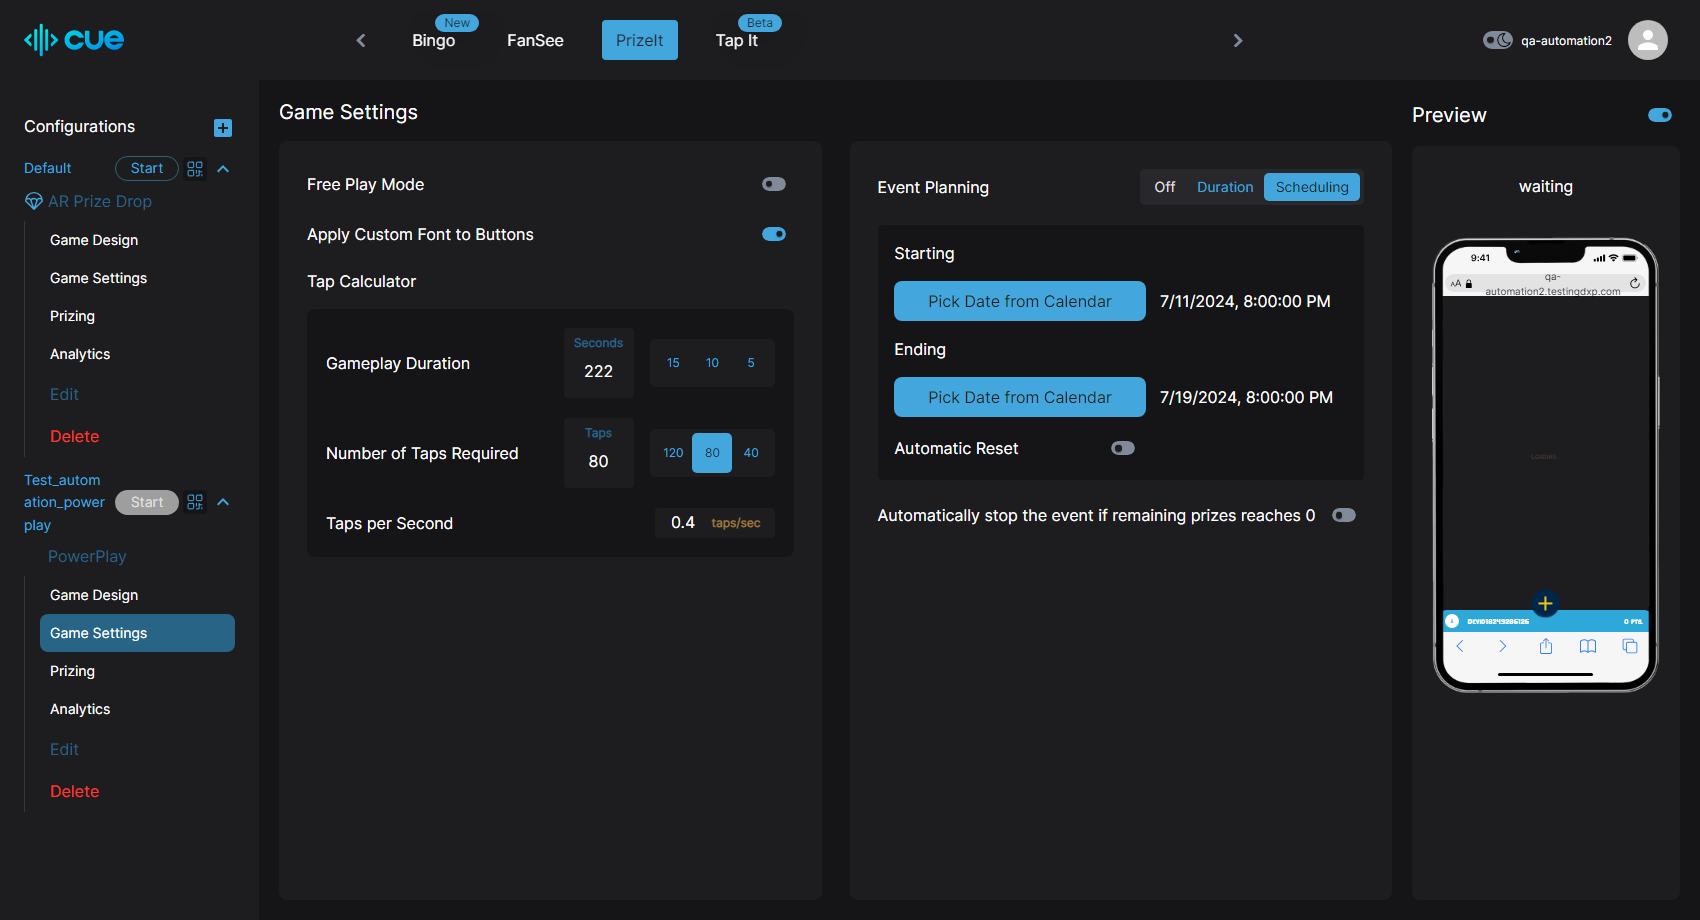 cue
New
Bingo
FanSee
PrizeIt
Beta
Tap It
qa-automation2
Configurations
Default
Start
AR Prize Drop
Game Design
Game Settings
Prizing
Analytics
Edit
Delete
Test_autom
ation_power
play
Start
PowerPlay
Game Design
Game Settings
Prizing
Analytics
Edit
Delete
Game Settings
Free Play Mode
Apply Custom Font to Buttons
Tap Calculator
Gameplay Duration
Seconds
222
15 10 5
Number of Taps Required
Taps
80
120 80 40
Taps per Second
0.4 taps/sec
Event Planning
Off Duration Scheduling
Starting
Pick Date from Calendar 7/11/2024, 8:00:00 PM
Ending
Pick Date from Calendar 7/19/2024, 8:00:00 PM
Automatic Reset
Automatically stop the event if remaining prizes reaches 0
Preview
waiting
9:41
AA
qa-
automation2.testingdxp.com
0 PTS.